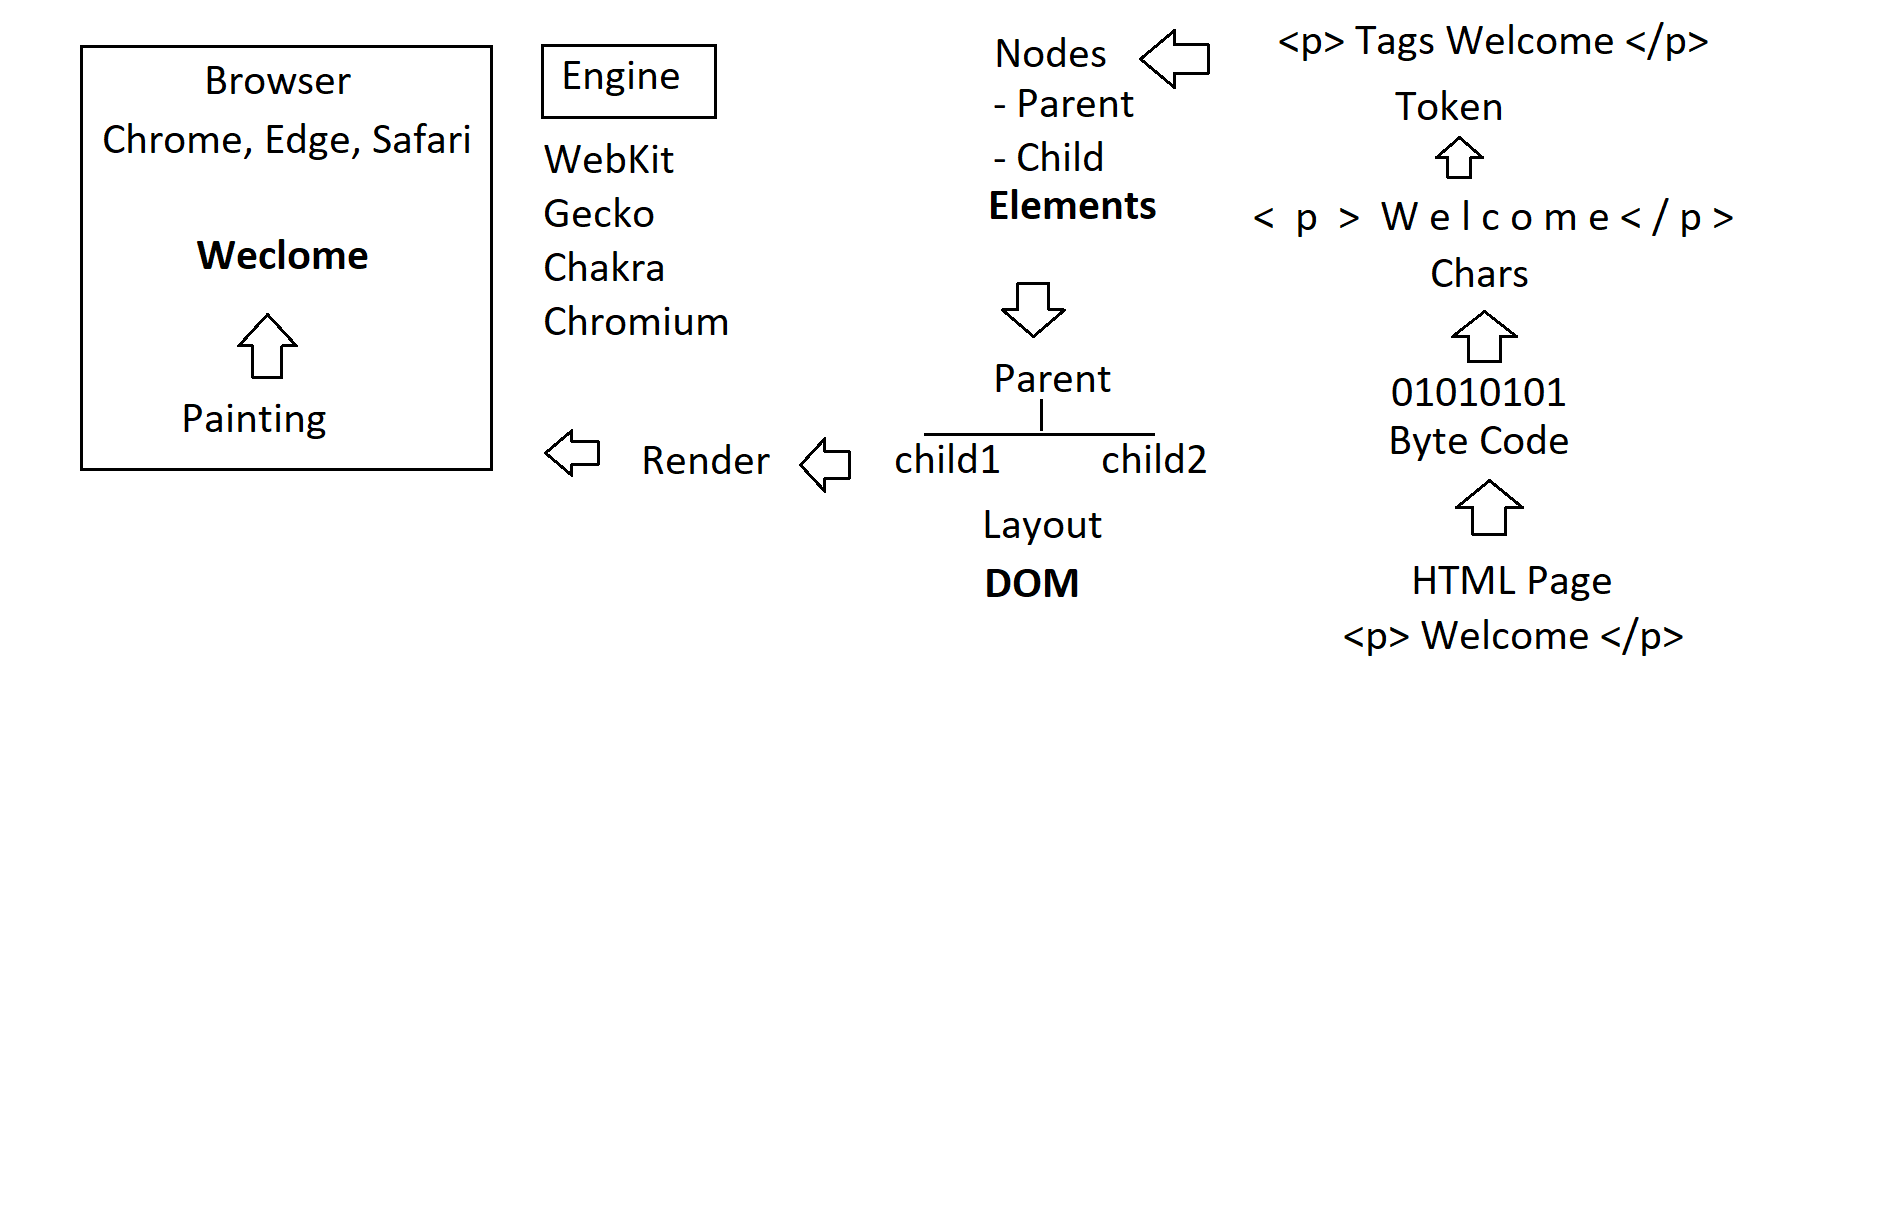 Browser
Chrome, Edge, Safari
Weclome
Painting
Engine
WebKit
Gecko
Chakra
Chromium
Render
Nodes
- Parent
- Child
Elements
Parent
child1 child2
Layout
DOM
<p> Tags Welcome </p>
Token
< p > W e l c o m e < / p >
Chars
01010101
Byte Code
HTML Page
<p> Welcome </p>